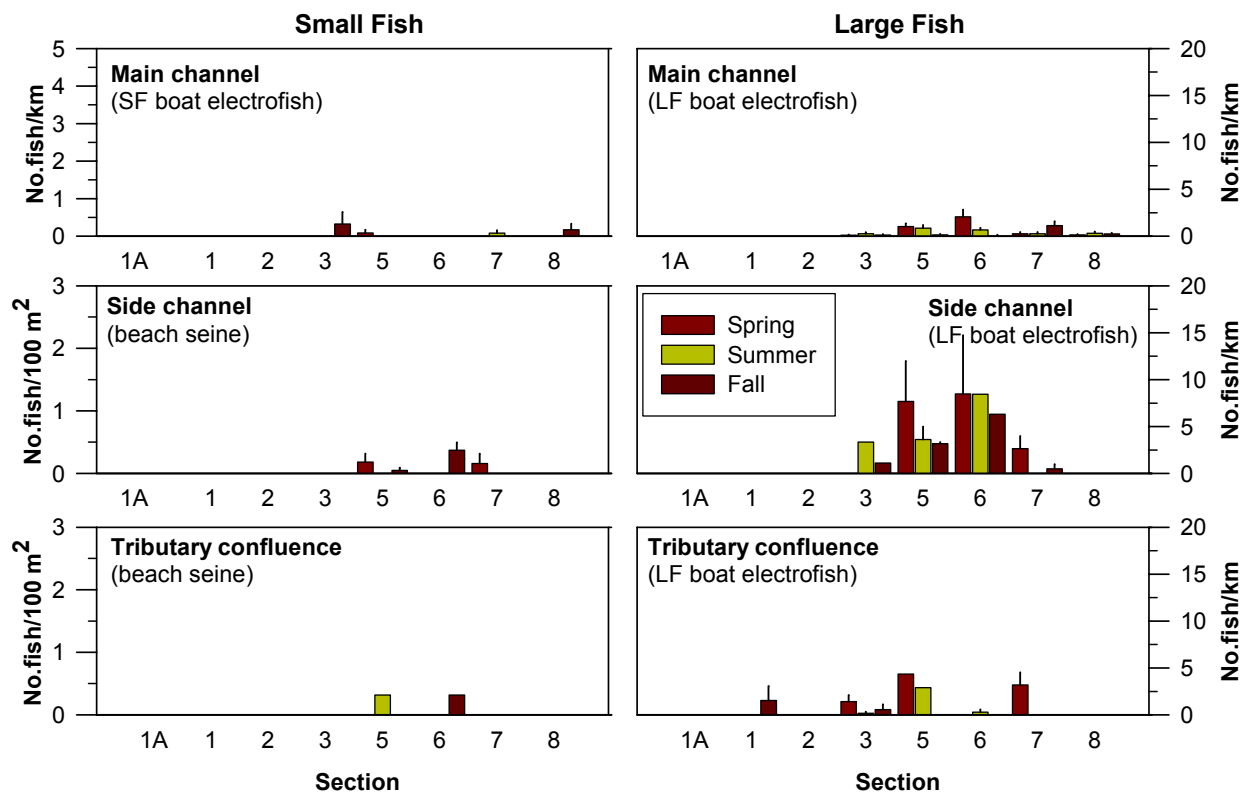 Small Fish
Large Fish
No.fish/km
5
4
3
2
1
0
Main channel
(SF boat electrofish)
1A 1 2 3 5 6 7 8
Main channel
(LF boat electrofish)
20
15
10
5
0
No.fish/km
1A 1 2 3 5 6 7 8
No.fish/100 m²
3
2
1
0
Side channel
(beach seine)
1A 1 2 3 5 6 7 8
Spring
Summer
Fall
Side channel
(LF boat electrofish)
20
15
10
5
0
No.fish/km
1A 1 2 3 5 6 7 8
No.fish/100 m²
3
2
1
0
Tributary confluence
(beach seine)
1A 1 2 3 5 6 7 8
Section
Tributary confluence
(LF boat electrofish)
20
15
10
5
0
No.fish/km
1A 1 2 3 5 6 7 8
Section